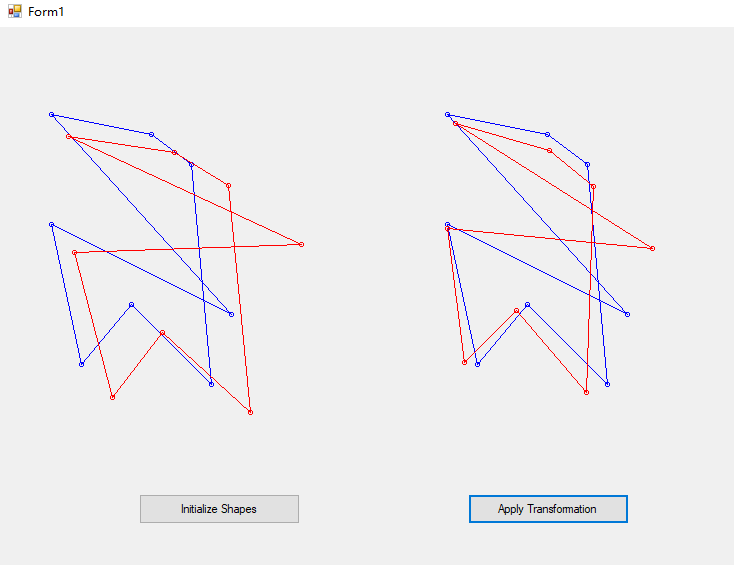 Form1
Initialize Shapes
Apply Transformation